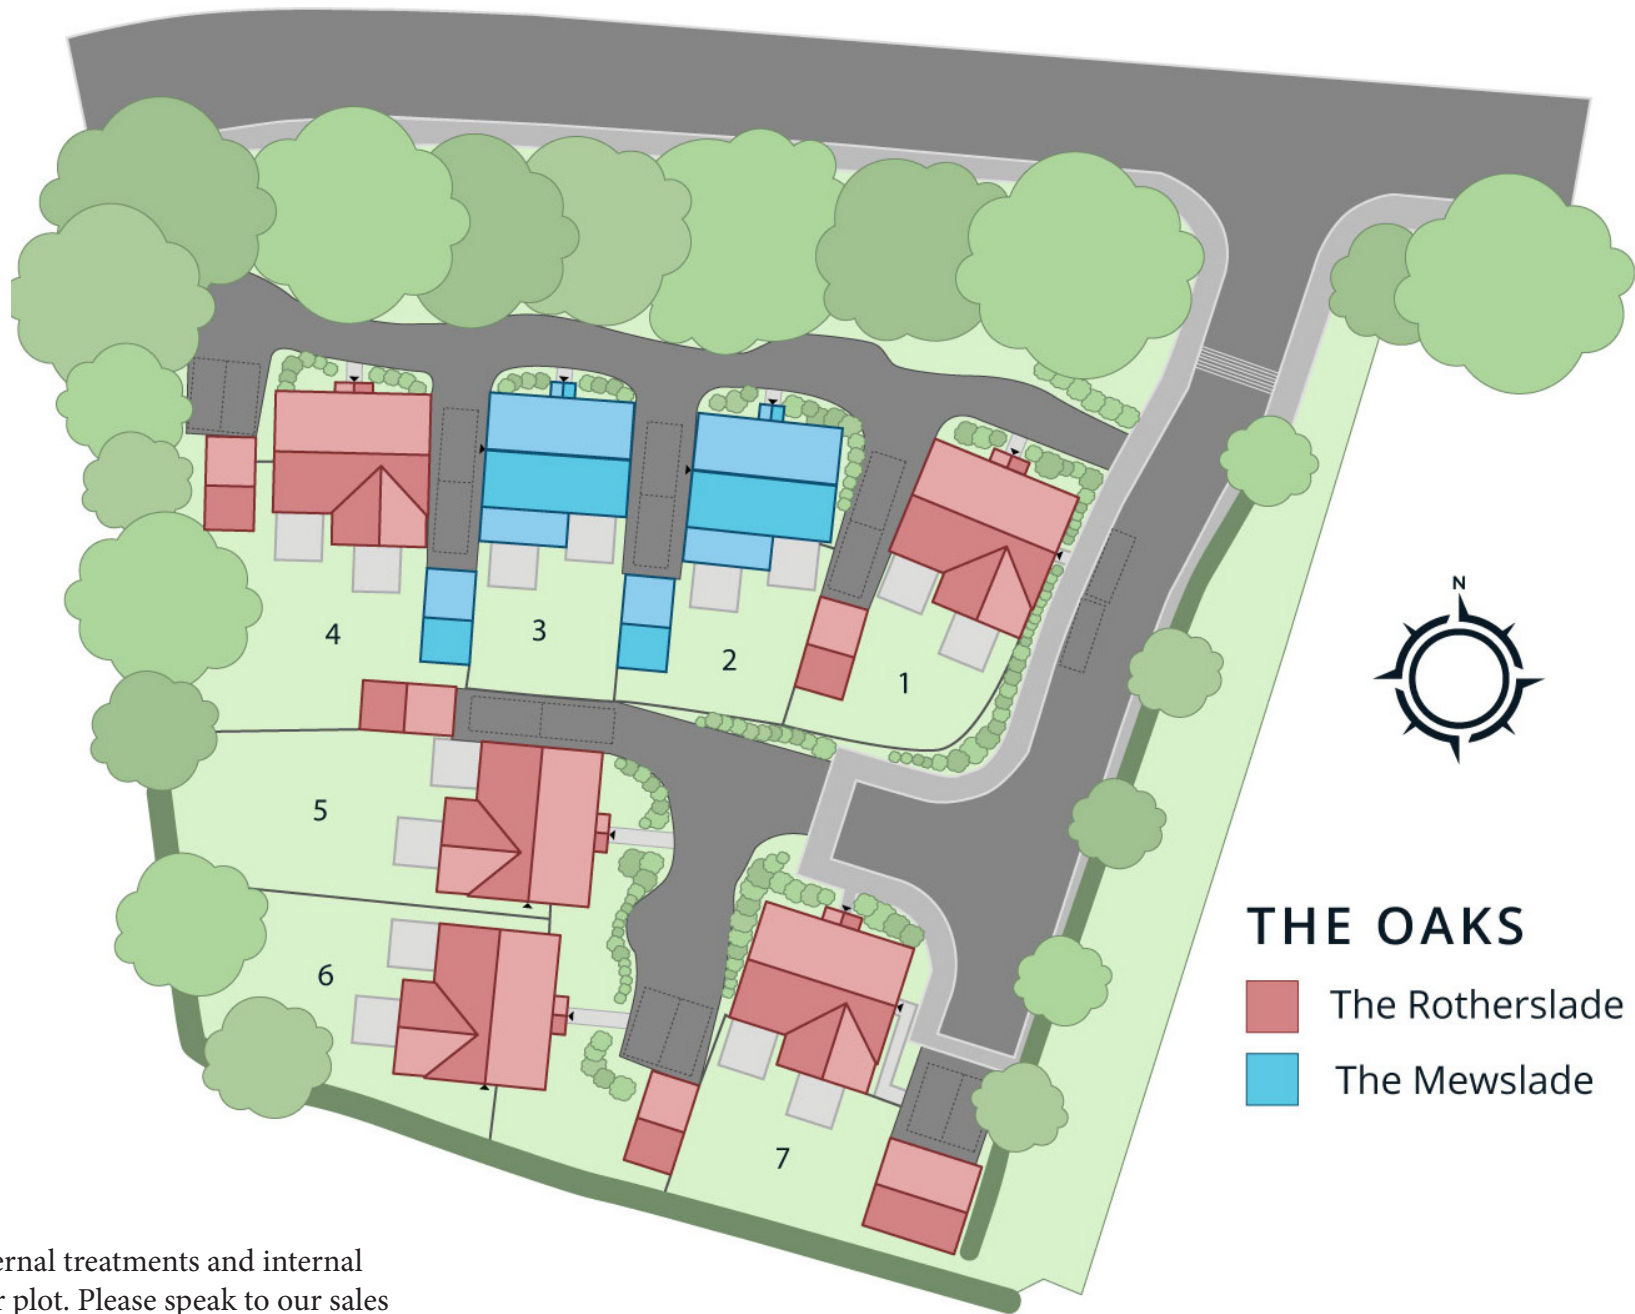 N
4
3
2
1
5
6
7
THE OAKS
The Rotherslade
The Mewslade
ernal treatments and internal
r plot. Please speak to our sales